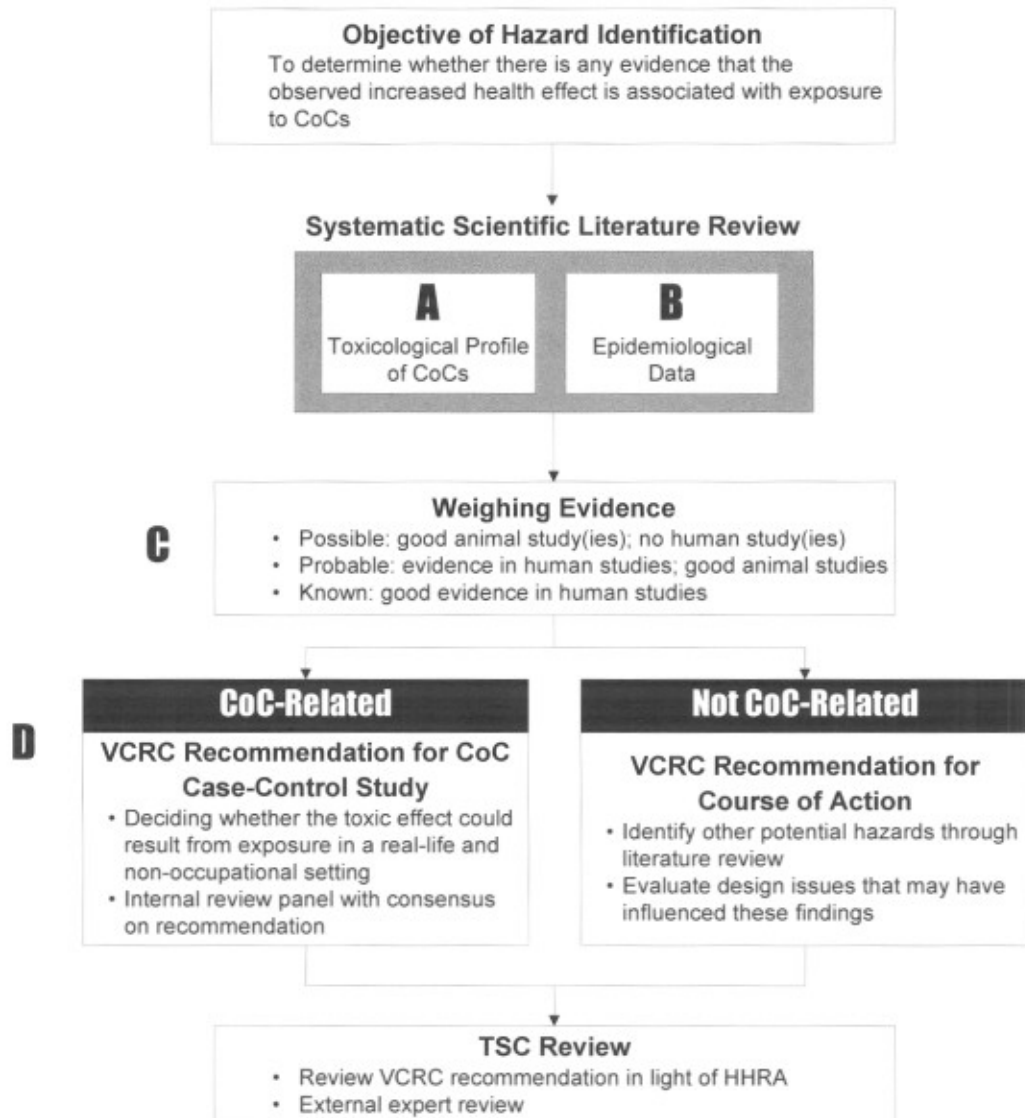 Objective of Hazard Identification
To determine whether there is any evidence that the
observed increased health effect is associated with exposure
to CoCs
Systematic Scientific Literature Review
A
Toxicological Profile
of CoCs
B
Epidemiological
Data
C
Weighing Evidence
• Possible: good animal study(ies); no human study(ies)
• Probable: evidence in human studies; good animal studies
• Known: good evidence in human studies
D
CoC-Related
VCRC Recommendation for CoC
Case-Control Study
• Deciding whether the toxic effect could
result from exposure in a real-life and
non-occupational setting
• Internal review panel with consensus
on recommendation
Not CoC-Related
VCRC Recommendation for
Course of Action
• Identify other potential hazards through
literature review
• Evaluate design issues that may have
influenced these findings
TSC Review
• Review VCRC recommendation in light of HHRA
• External expert review